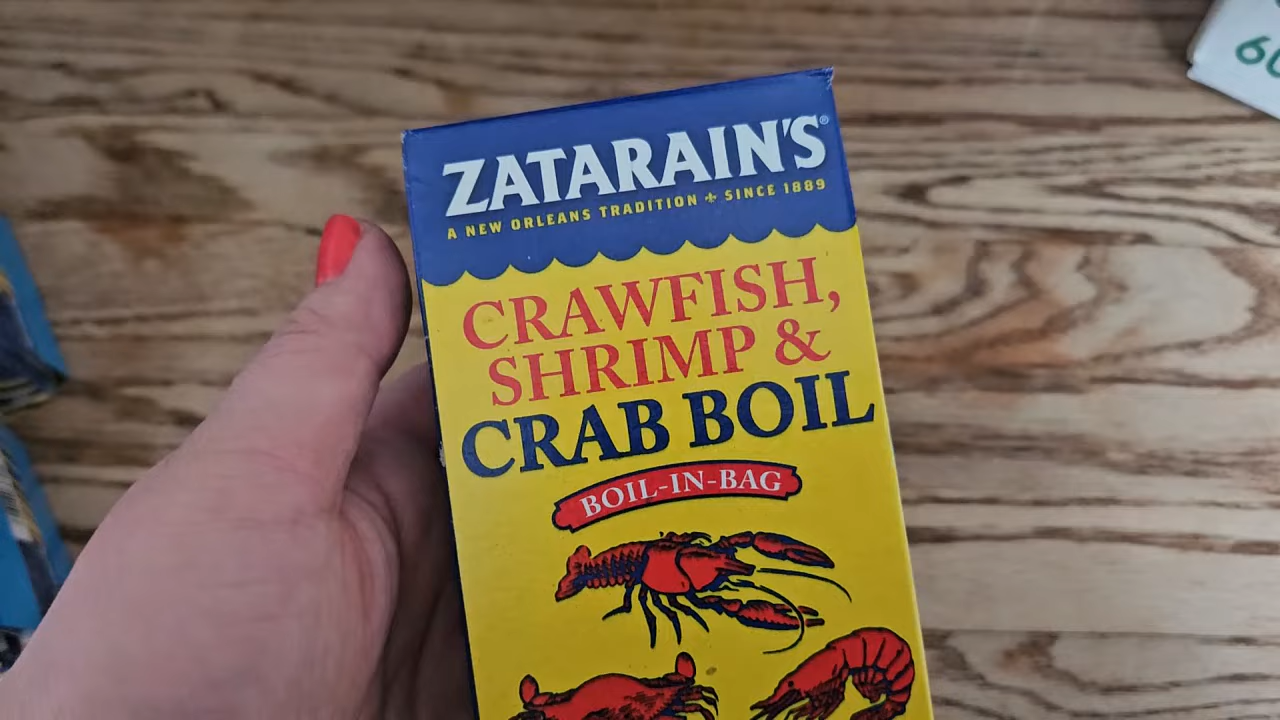 ZATARAIN'S®
A NEW ORLEANS TRADITION ⚜ SINCE 1889
CRAWFISH,
SHRIMP &
CRAB BOIL
BOIL-IN-BAG